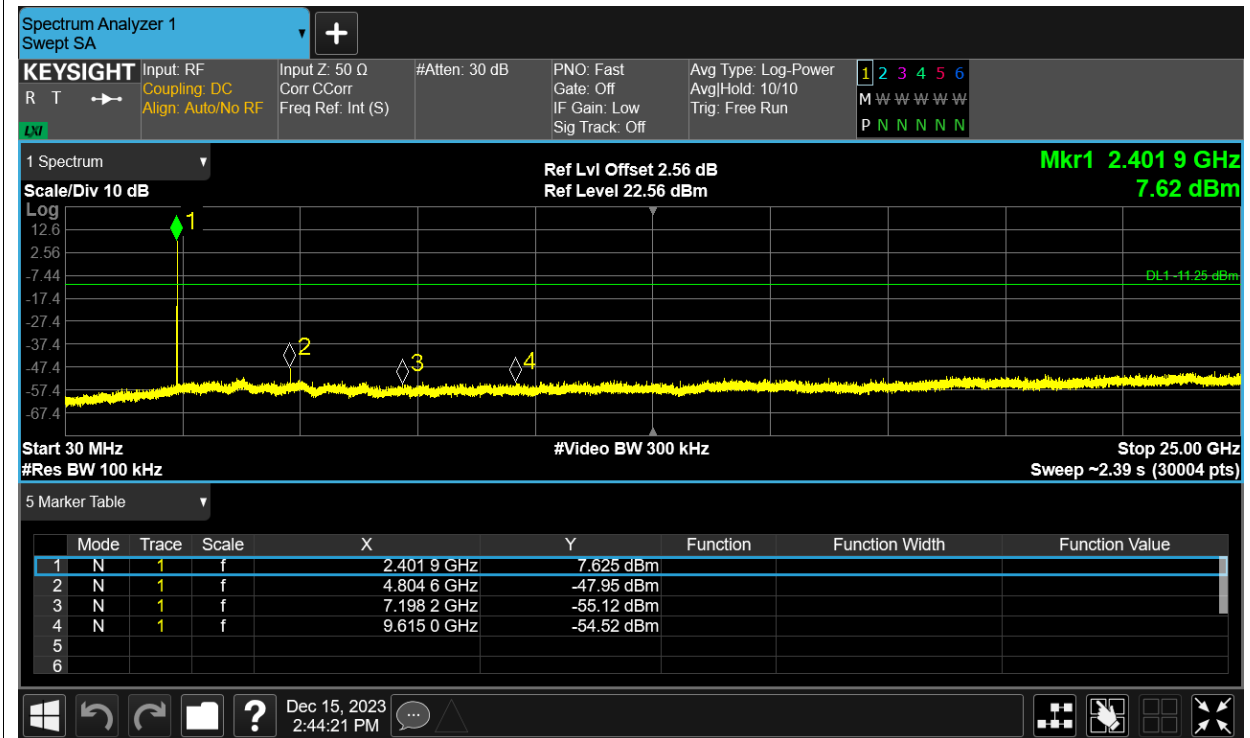 Spectrum Analyzer 1
Swept SA
KEYSIGHT
R T
LXI
Input: RF
Coupling: DC
Align: Auto/No RF
Input Z: 50 Ω
Corr CCorr
Freq Ref: Int (S)
#Atten: 30 dB
PNO: Fast
Gate: Off
IF Gain: Low
Sig Track: Off
Avg Type: Log-Power
Avg|Hold: 10/10
Trig: Free Run
1 2 3 4 5 6
M W W W W W
P N N N N N
1 Spectrum
Scale/Div 10 dB
Ref Lvl Offset 2.56 dB
Ref Level 22.56 dBm
Mkr1 2.401 9 GHz
7.62 dBm
Log
12.6
2.56
-7.44
-17.4
-27.4
-37.4
-47.4
-57.4
-67.4
1
2
3
4
DL1 -11.25 dBm
Start 30 MHz
#Res BW 100 kHz
#Video BW 300 kHz
Stop 25.00 GHz
Sweep ~2.39 s (30004 pts)
5 Marker Table
Mode Trace Scale X Y Function Function Width Function Value
1 N 1 f 2.401 9 GHz 7.625 dBm
2 N 1 f 4.804 6 GHz -47.95 dBm
3 N 1 f 7.198 2 GHz -55.12 dBm
4 N 1 f 9.615 0 GHz -54.52 dBm
5
6
?
Dec 15, 2023
2:44:21 PM